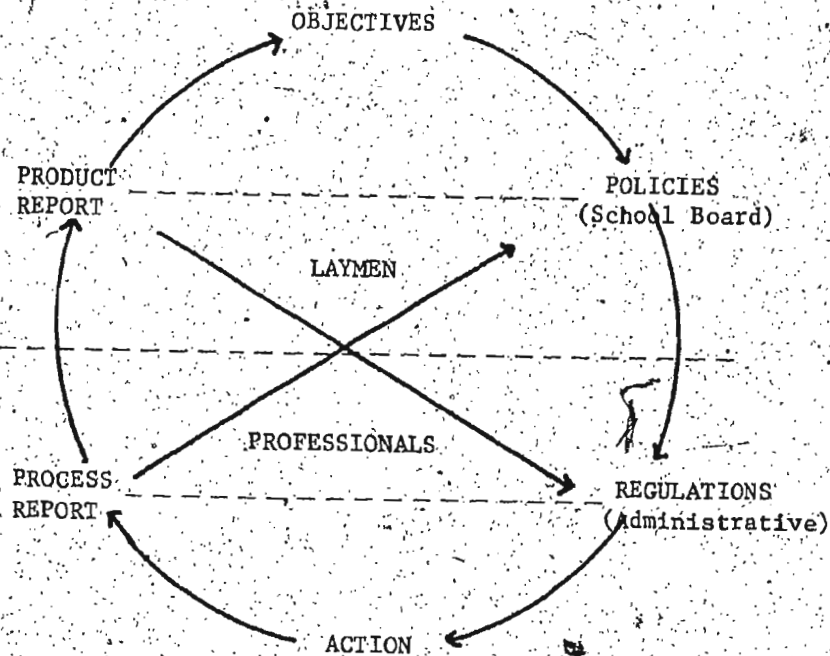 OBJECTIVES
PRODUCT
REPORT
POLICIES
(School Board)
LAYMEN
PROFESSIONALS
PROCESS
REPORT
REGULATIONS
(Administrative)
ACTION